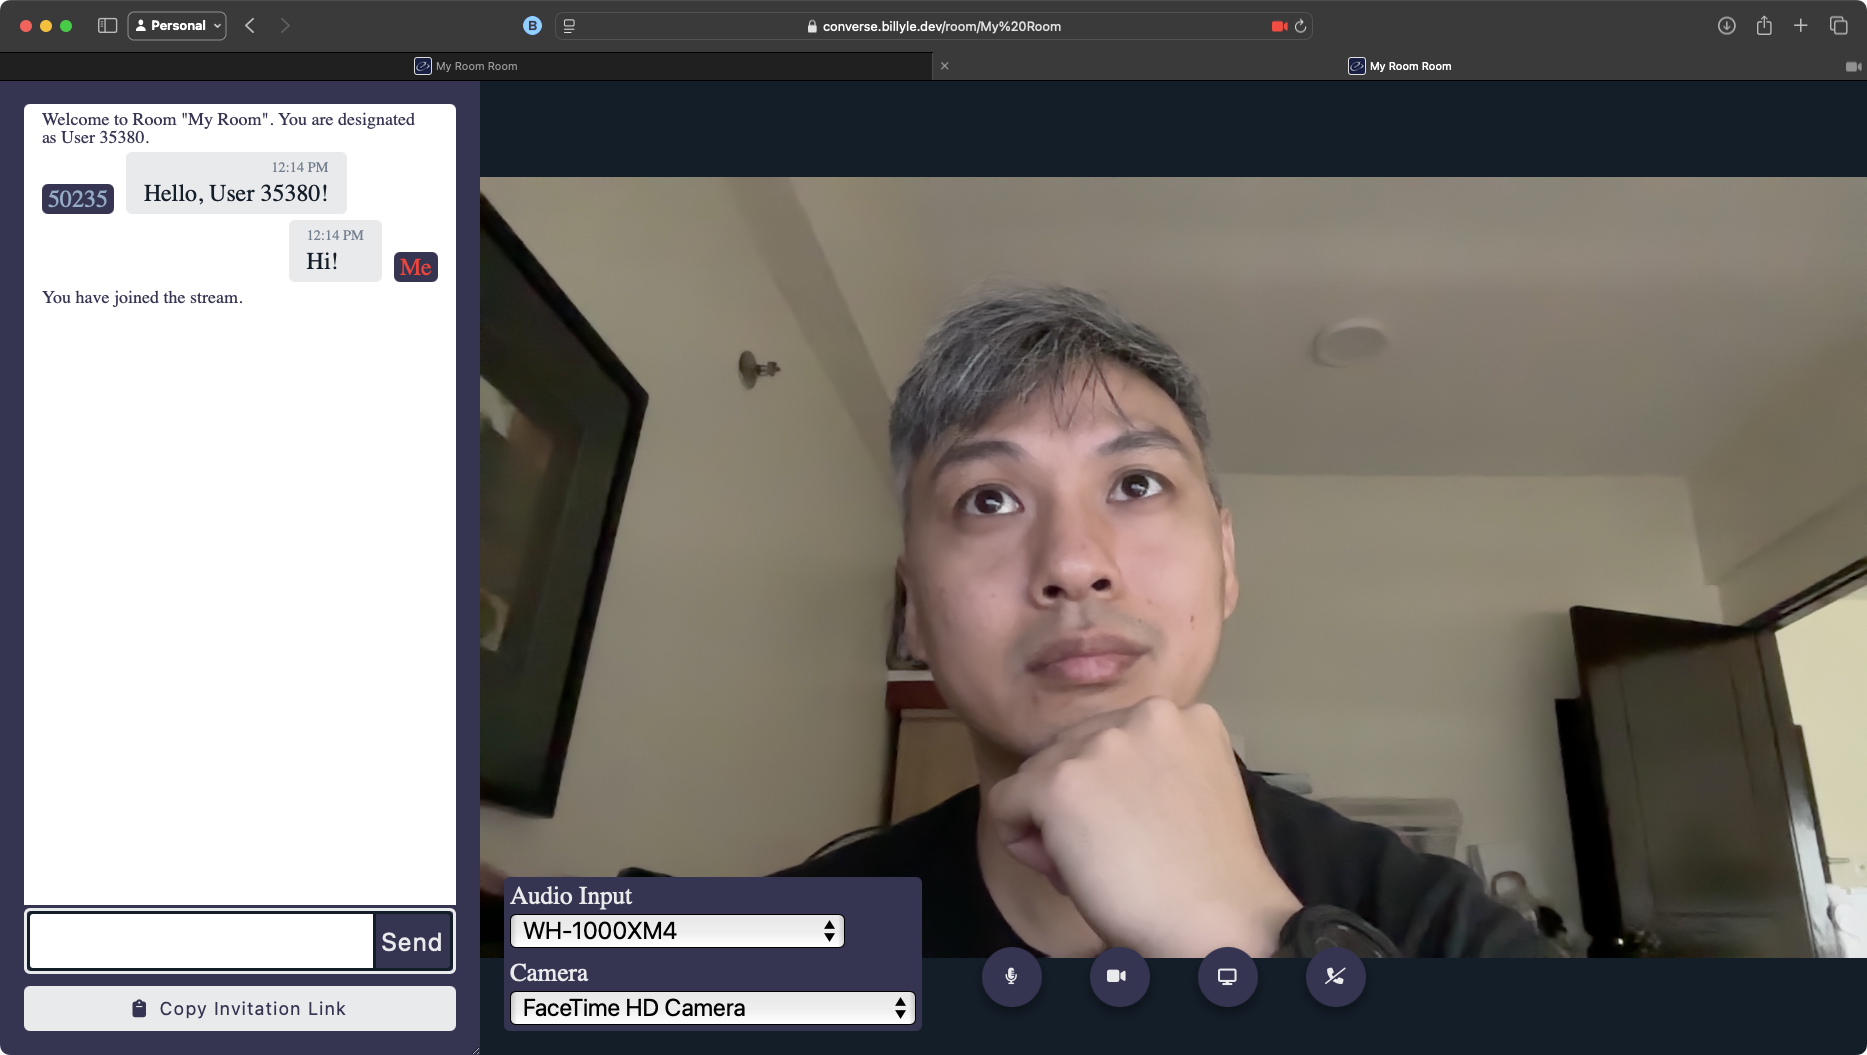 Personal
B
converse.billyle.dev/room/My%20Room
My Room Room
My Room Room
Welcome to Room "My Room". You are designated
as User 35380.
12:14 PM
50235
Hello, User 35380!
12:14 PM
Hi!
Me
You have joined the stream.
Send
Copy Invitation Link
Audio Input
WH-1000XM4
Camera
FaceTime HD Camera